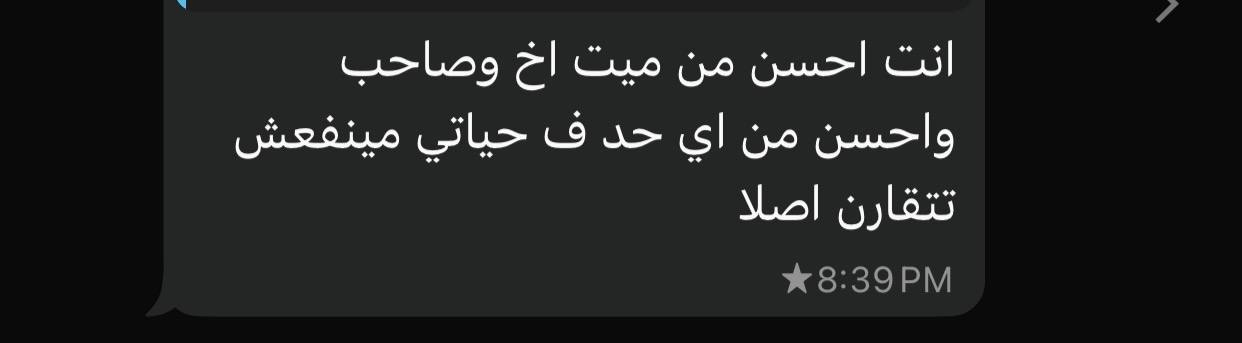 انت احسن من ميت اخ وصاحب
واحسن من اي حد ف حياتي مينفعش
تتقارن اصلا
★8:39 PM